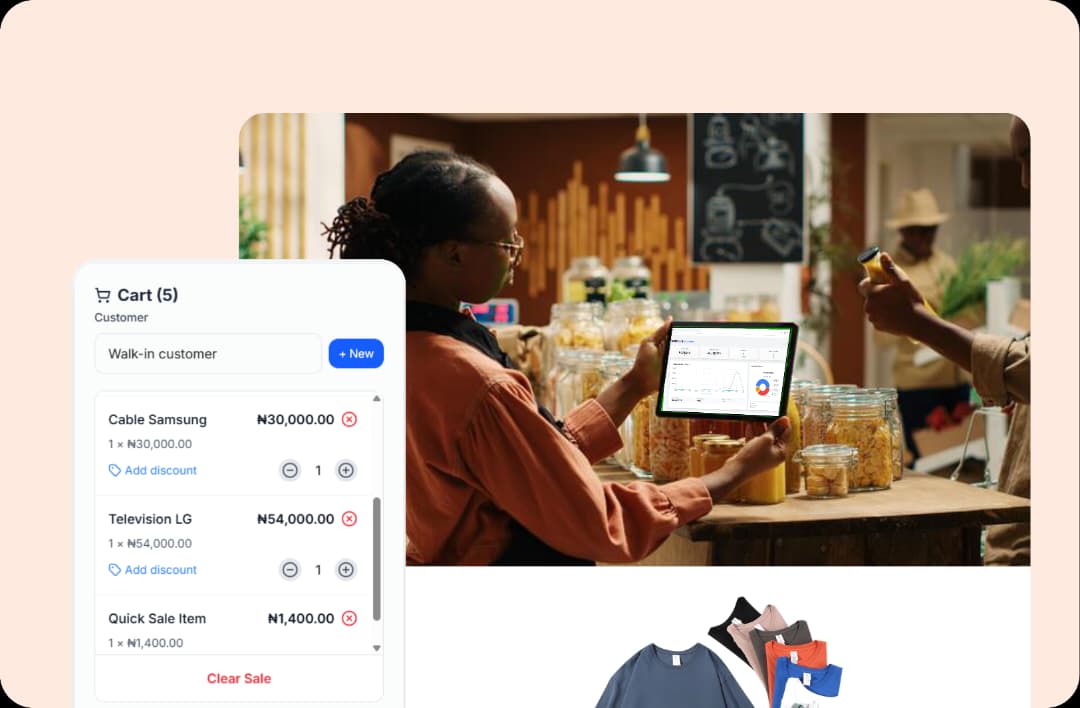 Cart (5)
Customer
Walk-in customer
+ New
Cable Samsung
₦30,000.00
1 × ₦30,000.00
Add discount
1
Television LG
₦54,000.00
1 × ₦54,000.00
Add discount
1
Quick Sale Item
₦1,400.00
1 × ₦1,400.00
Clear Sale